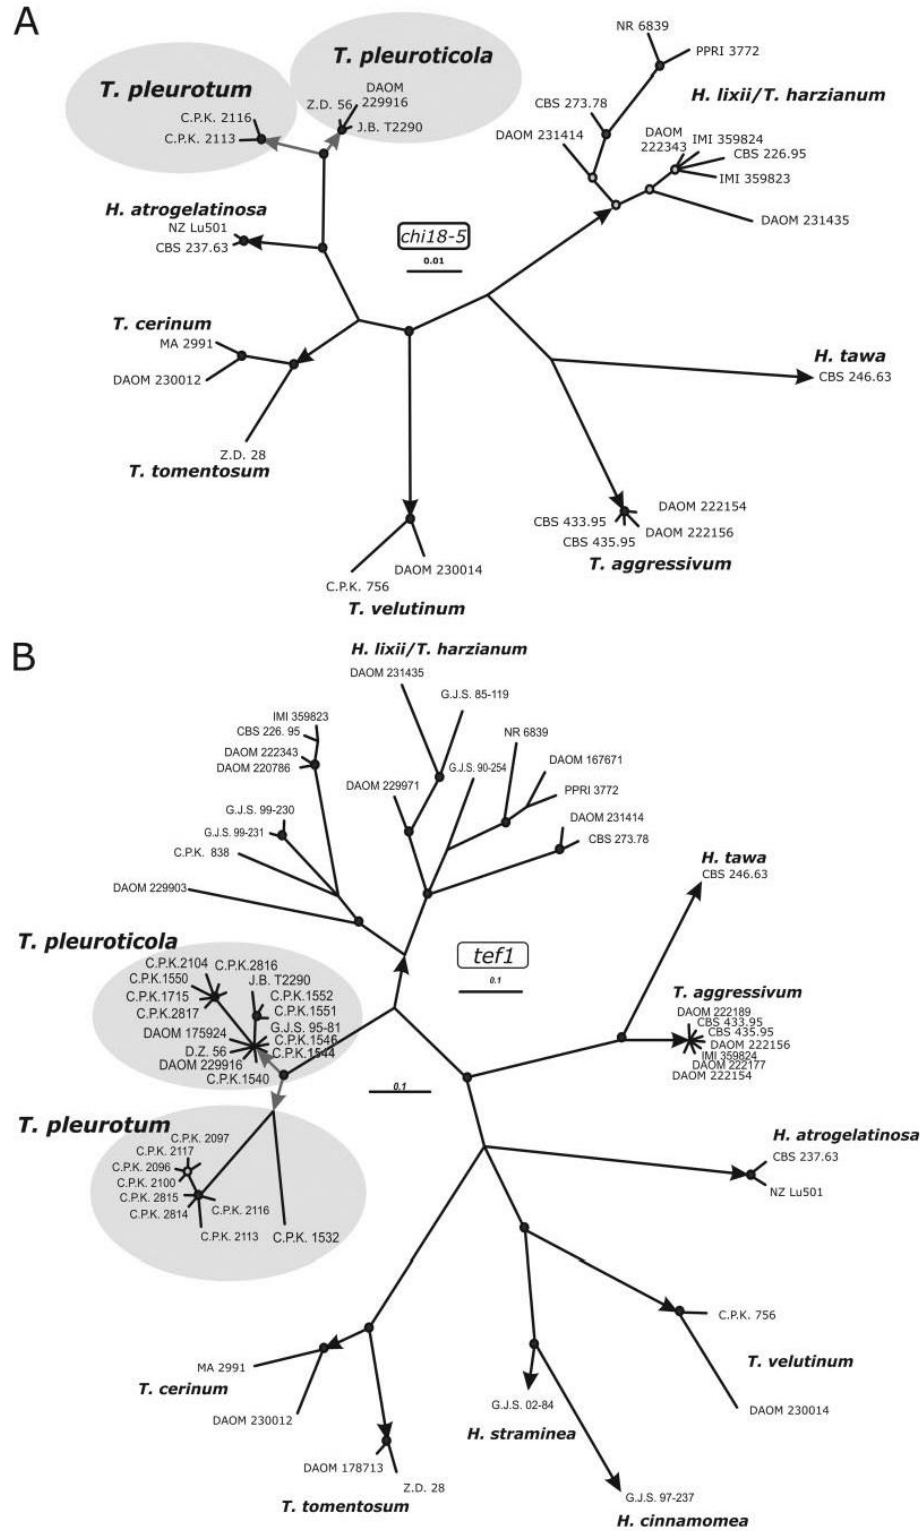 A
NR 6839
PPRI 3772
T. pleuroticola
T. pleurotum
DAOM
229916
Z.D. 56
J.B. T2290
C.P.K. 2116
C.P.K. 2113
H. lixii/T. harzianum
CBS 273.78
DAOM 231414
DAOM
222343
IMI 359824
CBS 226.95
IMI 359823
DAOM 231435
H. atrogelatinosa
NZ Lu501
CBS 237.63
chi18-5
0.01
T. cerinum
MA 2991
DAOM 230012
Z.D. 28
T. tomentosum
H. tawa
CBS 246.63
DAOM 222154
CBS 433.95
DAOM 222156
CBS 435.95
T. aggressivum
DAOM 230014
C.P.K. 756
T. velutinum
B
H. lixii/T. harzianum
DAOM 231435
G.J.S. 85-119
IMI 359823
CBS 226. 95
DAOM 222343
DAOM 220786
NR 6839
DAOM 167671
G.J.S. 90-254
DAOM 229971
PPRI 3772
G.J.S. 99-230
G.J.S. 99-231
DAOM 231414
CBS 273.78
C.P.K. 838
DAOM 229903
H. tawa
CBS 246.63
T. pleuroticola
C.P.K.2104
C.P.K.2816
C.P.K.1550
J.B. T2290
C.P.K.1715
C.P.K.1552
C.P.K.2817
C.P.K.1551
DAOM 175924
G.J.S. 95-81
D.Z. 56
C.P.K.1546
DAOM 229916
C.P.K.1544
C.P.K.1540
tef1
0.1
0.1
T. aggressivum
DAOM 222189
CBS 433.95
CBS 435.95
DAOM 222156
IMI 359824
DAOM 222177
DAOM 222154
T. pleurotum
C.P.K. 2097
C.P.K. 2117
C.P.K. 2096
C.P.K. 2100
C.P.K. 2815
C.P.K. 2814
C.P.K. 2116
C.P.K. 2113
C.P.K. 1532
H. atrogelatinosa
CBS 237.63
NZ Lu501
C.P.K. 756
T. velutinum
DAOM 230014
MA 2991
T. cerinum
DAOM 230012
G.J.S. 02-84
H. straminea
DAOM 178713
Z.D. 28
T. tomentosum
G.J.S. 97-237
H. cinnamomea